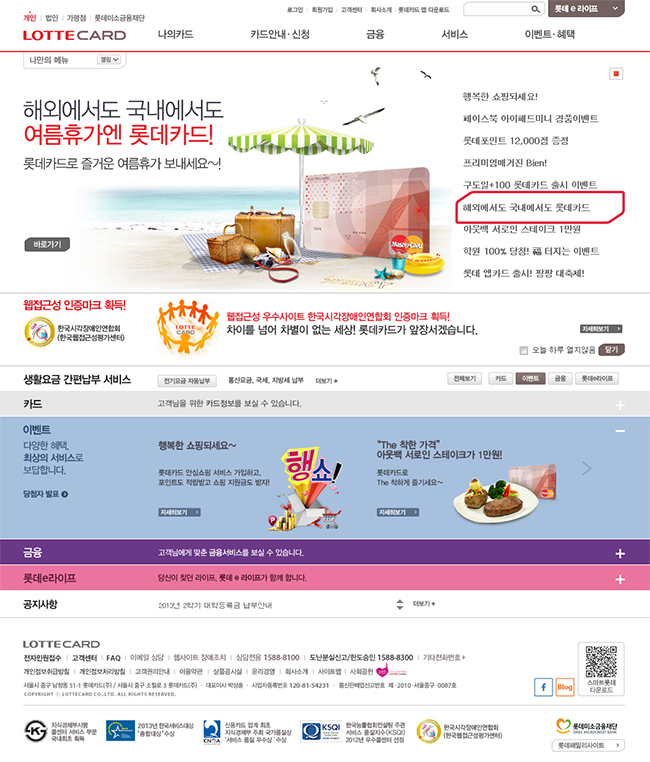 로그인 | 회원가입 | 고객센터 | 회사소개 | 롯데카드 앱 다운로드
롯데 e 라이프
개인 | 법인 | 가맹점 | 롯데미소금융재단
LOTTE CARD
나의카드 카드안내·신청 금융 서비스 이벤트·혜택
나만의 메뉴 열림
해외에서도 국내에서도
여름휴가엔 롯데카드!
롯데카드로 즐거운 여름휴가 보내세요~!
바로가기
MasterCard
행복한 쇼핑되세요!
페이스북 아이패드미니 경품이벤트
롯데포인트 12,000점 증정
프리미엄매거진 Bien!
구도일+100 롯데카드 출시 이벤트
해외에서도 국내에서도 롯데카드
아웃백 서로인 스테이크 1만원
학원 100% 당첨! 福 터지는 이벤트
롯데 앱카드 출시! 팡팡 대축제!
웹접근성 인증마크 획득!
한국시각장애인연합회
(한국웹접근성평가센터)
LOTTE
CARD
웹접근성 우수사이트 한국시각장애인연합회 인증마크 획득!
차이를 넘어 차별이 없는 세상! 롯데카드가 앞장서겠습니다.
자세히보기
오늘 하루 열지않음 닫기
생활요금 간편납부 서비스
전기요금 자동납부 통신요금, 국세, 지방세 납부 더보기 +
전체보기 카드 이벤트 금융 롯데e라이프
카드
고객님을 위한 카드정보를 보실 수 있습니다.
이벤트
다양한 혜택,
최상의 서비스로
보답합니다.
당첨자 발표
행복한 쇼핑되세요~
롯데카드 안심쇼핑 서비스 가입하고,
포인트도 적립받고 쇼핑 지원금도 받자!
자세히보기
행쇼!
"The 착한 가격"
아웃백 서로인 스테이크가 1만원!
롯데카드로
The 착하게 즐기세요~
자세히보기
금융
고객님에게 맞춘 금융서비스를 보실 수 있습니다.
롯데e라이프
당신이 찾던 라이프, 롯데 e 라이프가 함께 합니다.
공지사항
2013년 2학기 대학등록금 납부안내
더보기 +
LOTTE CARD
전자민원접수 | 고객센터 | FAQ | 이메일 상담 | 웹사이트 장애조치 | 상담전용 1588-8100 | 도난분실신고/한도승인 1588-8300 | 기타전화번호
개인정보취급방침 | 개인정보처리방침 | 고객권리안내 | 이용약관 | 상품공시실 | 윤리경영 | 회사소개 | 사이트맵 | 사회공헌
서울시 중구 남창동 51-1 롯데카드(주) / 서울시 중구 소월로 3 롯데카드(주) · 대표이사 박상훈 · 사업자등록번호 120-81-54231 · 통신판매업신고번호 제 -2010-서울중구-0087호
COPYRIGHT © LOTTECARD CO.,LTD. ALL RIGHTS RESERVED.
Blog
스마트롯데
다운로드
지식경제부시행
콜센터 서비스 부문
국내최초 획득
2013년 한국서비스대상
"종합대상" 수상
KNQA
신용카드 업계 최초
지식경제부 주최 국가품질상
'서비스 품질 우수상' 수상
KSQI
한국능률협회컨설팅 주관
서비스 품질지수(KSQI)
2012년 우수콜센터 선정
한국시각장애인연합회
(한국웹접근성평가센터)
롯데미소금융재단
SMILE MICROCREDIT BANK
롯데패밀리사이트